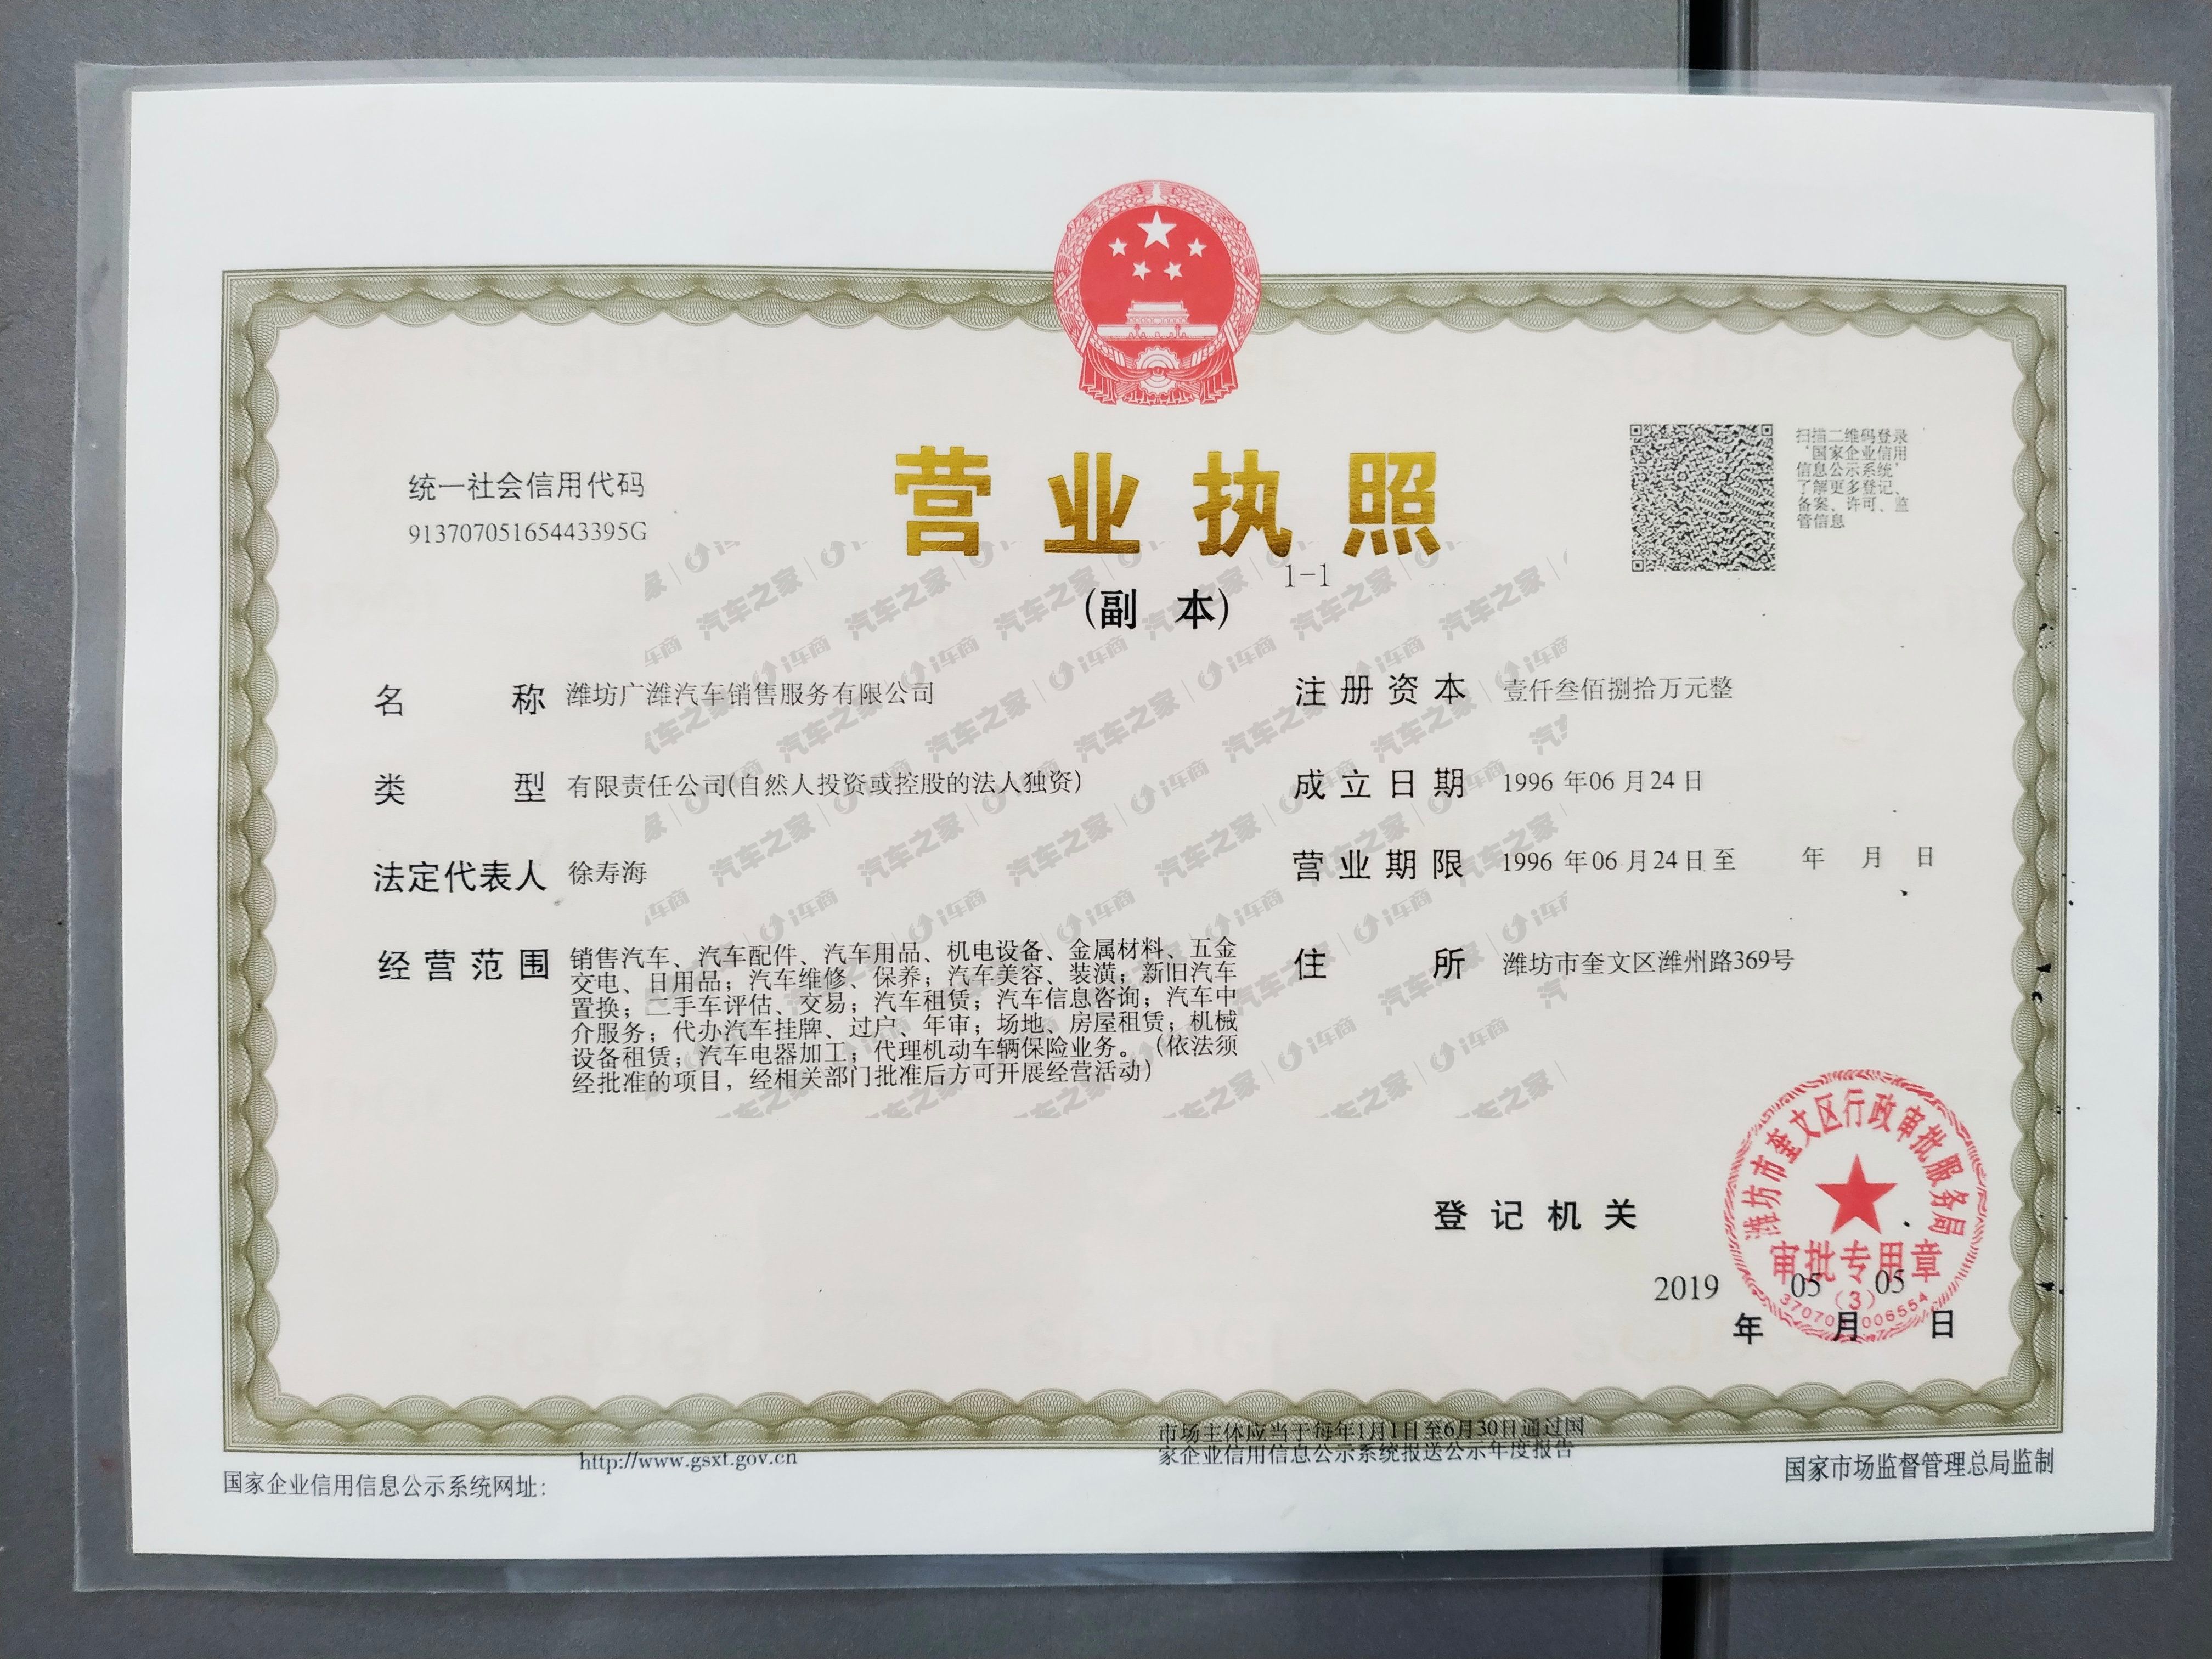 统一社会信用代码
91370705165443395G
营业执照
1-1
(副 本)
扫描二维码登录
‘国家企业信用
信息公示系统’
了解更多登记、
备案、许可、监
管信息
名 称 潍坊广潍汽车销售服务有限公司
类 型 有限责任公司(自然人投资或控股的法人独资)
法定代表人 徐寿海
经营范围 销售汽车、汽车配件、汽车用品、机电设备、金属材料、五金
交电、日用品；汽车维修、保养；汽车美容、装潢；新旧汽车
置换；二手车评估、交易；汽车租赁；汽车信息咨询；汽车中
介服务；代办汽车挂牌、过户、年审；场地、房屋租赁；机械
设备租赁；汽车电器加工；代理机动车辆保险业务。（依法须
经批准的项目，经相关部门批准后方可开展经营活动）
注册资本 壹仟叁佰捌拾万元整
成立日期 1996 年06 月24日
营业期限 1996 年06 月24日至 年 月 日
住 所 潍坊市奎文区潍州路369号
登记机关
潍坊市奎文区行政审批服务局
审批专用章
(3)
2019 年 05 月 05 日
市场主体应当于每年1月1日至6月30日通过国
家企业信用信息公示系统报送公示年度报告
国家企业信用信息公示系统网址：
http://www.gsxt.gov.cn
国家市场监督管理总局监制
汽车之家 | i车商